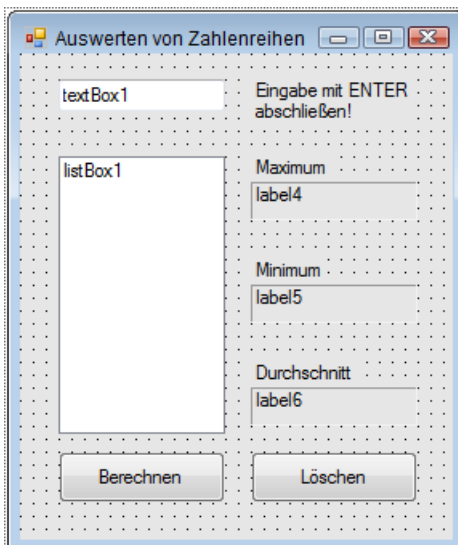 Auswerten von Zahlenreihen
textBox1
Eingabe mit ENTER
abschließen!
listBox1
Maximum
label4
Minimum
label5
Durchschnitt
label6
Berechnen
Löschen